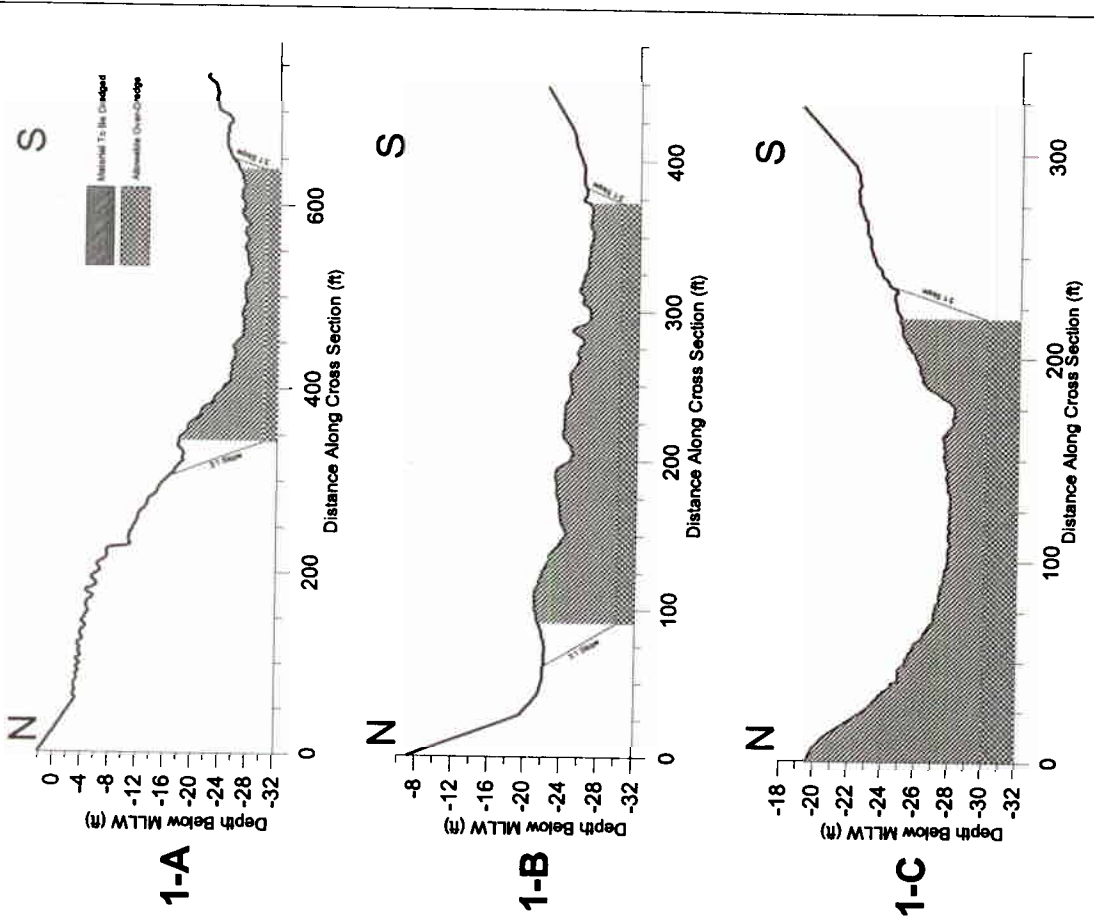 1-A
N
S
Material To Be Dredged
Allowable Over-Dredge
Depth Below MLLW (ft)
0
-4
-8
-12
-16
-20
-24
-28
-32
3:1 Slope
3:1 Slope
0
200
400
600
Distance Along Cross Section (ft)
1-B
N
S
Depth Below MLLW (ft)
-8
-12
-16
-20
-24
-28
-32
3:1 Slope
3:1 Slope
0
100
200
300
400
Distance Along Cross Section (ft)
1-C
N
S
Depth Below MLLW (ft)
-18
-20
-22
-24
-26
-28
-30
-32
3:1 Slope
0
100
200
300
Distance Along Cross Section (ft)